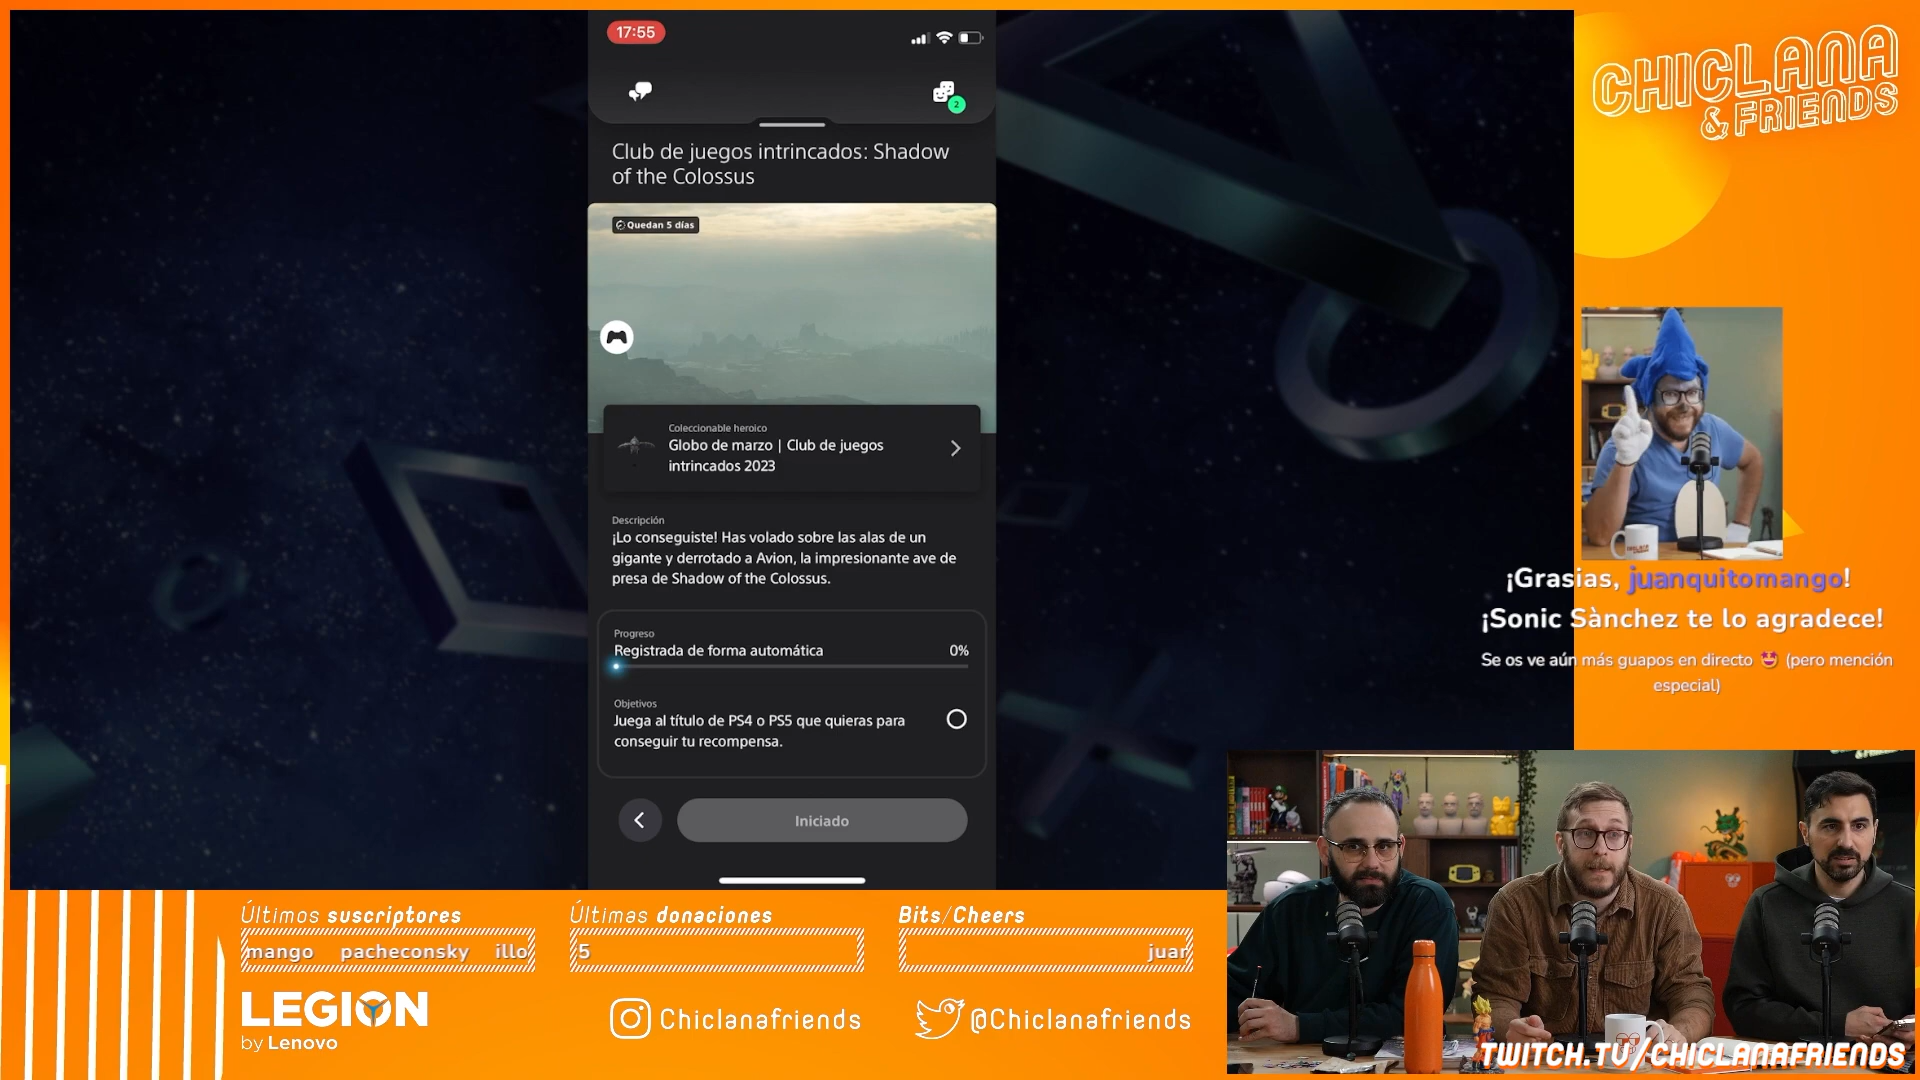 17:55
2
Club de juegos intrincados: Shadow
of the Colossus
Quedan 5 días
Coleccionable heroico
Globo de marzo | Club de juegos
intrincados 2023
Descripción
¡Lo conseguiste! Has volado sobre las alas de un
gigante y derrotado a Avion, la impresionante ave de
presa de Shadow of the Colossus.
Progreso
Registrada de forma automática 0%
Objetivos
Juega al título de PS4 o PS5 que quieras para
conseguir tu recompensa.
Iniciado
CHICLANA
& FRIENDS
¡Grasias, juanquitomango!
¡Sonic Sànchez te lo agradece!
Se os ve aún más guapos en directo 🤩 (pero mención
especial)
Últimos suscriptores
mango pacheconsky illo
Últimas donaciones
5
Bits/Cheers
juan
LEGION
by Lenovo
Chiclanafriends
@Chiclanafriends
TWITCH.TV/CHICLANAFRIENDS